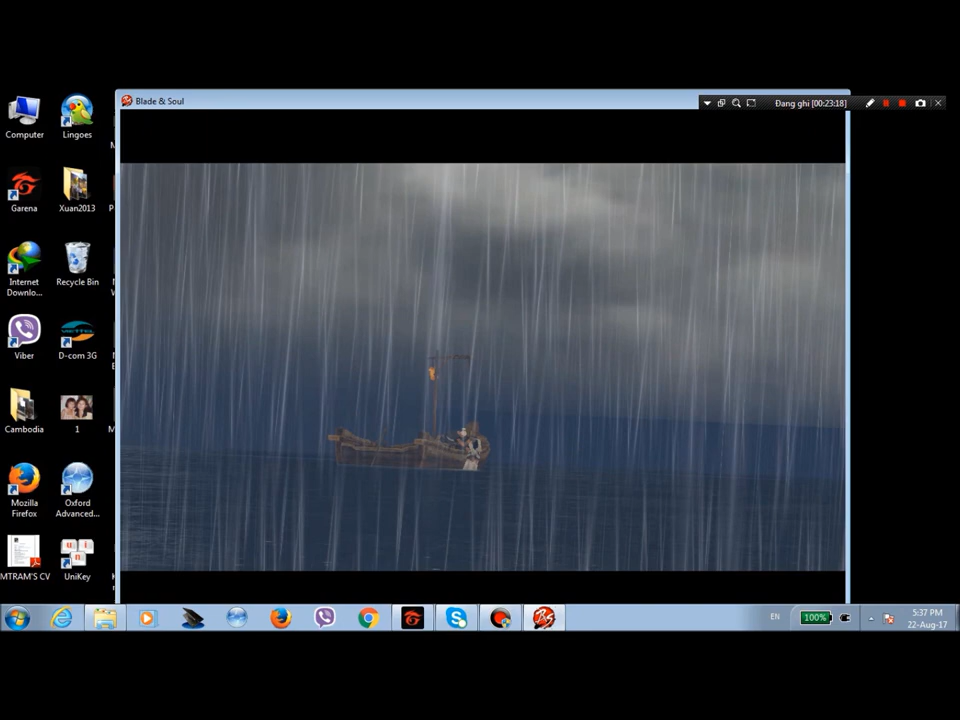 Blade & Soul
Đang ghi [00:23:18]
Computer
Lingoes
Garena
Xuan2013
Internet
Downlo...
Recycle Bin
Viber
D-com 3G
Cambodia
1
Mozilla
Firefox
Oxford
Advanced...
MTRAM'S CV
UniKey
EN
100%
5:37 PM
22-Aug-17